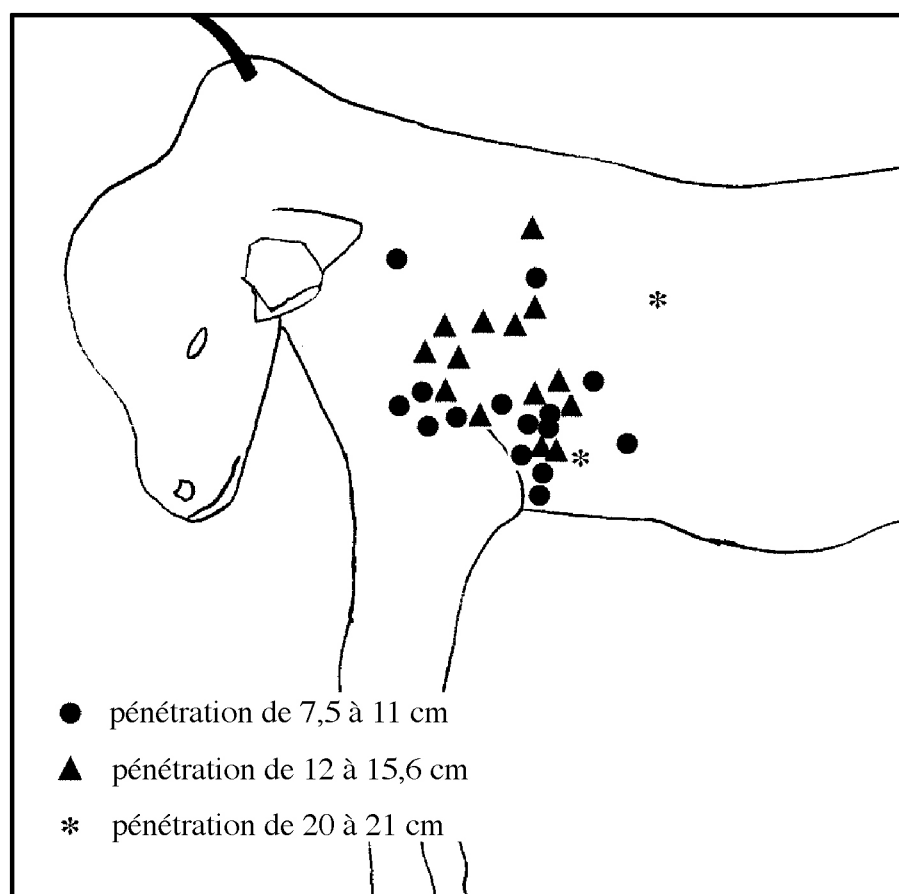 pénétration de 7,5 à 11 cm
pénétration de 12 à 15,6 cm
pénétration de 20 à 21 cm